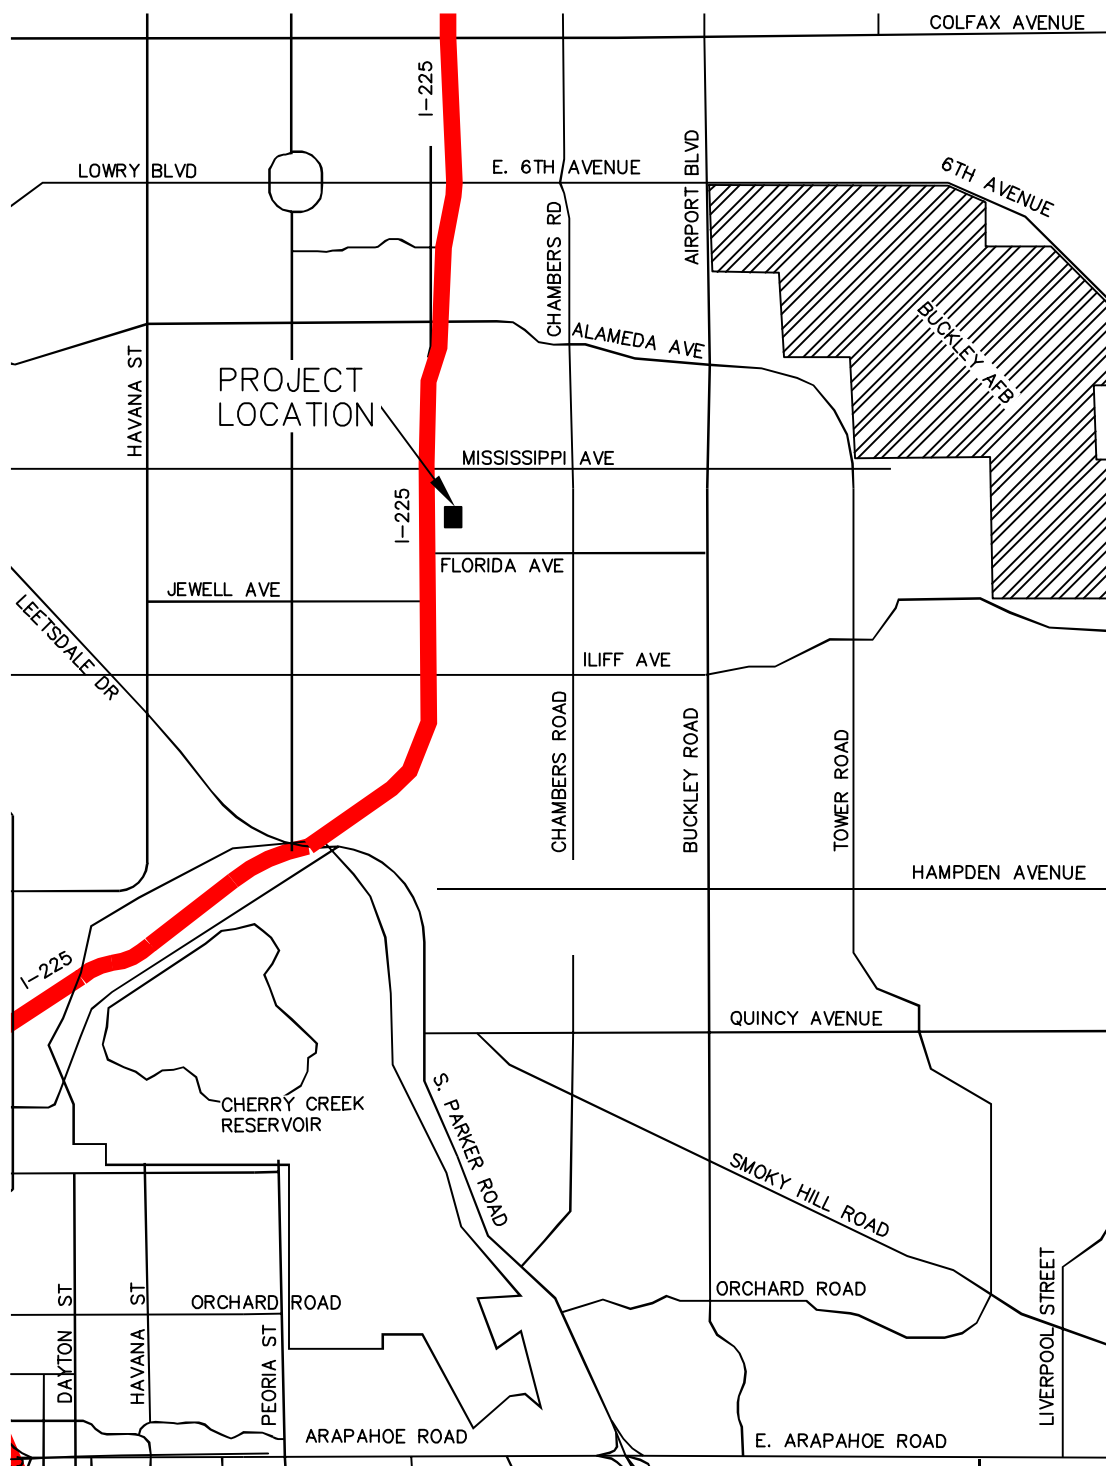 COLFAX AVENUE
I-225
AIRPORT BLVD
LOWRY BLVD
E. 6TH AVENUE
6TH AVENUE
CHAMBERS RD
ALAMEDA AVE
BUCKLEY AFB
HAVANA ST
PROJECT
LOCATION
MISSISSIPPI AVE
I-225
FLORIDA AVE
JEWELL AVE
LEETSDALE DR
ILIFF AVE
CHAMBERS ROAD
BUCKLEY ROAD
TOWER ROAD
HAMPDEN AVENUE
I-225
QUINCY AVENUE
CHERRY CREEK
RESERVOIR
S. PARKER ROAD
SMOKY HILL ROAD
ORCHARD ROAD
ORCHARD ROAD
DAYTON ST
HAVANA ST
PEORIA ST
LIVERPOOL STREET
ARAPAHOE ROAD
E. ARAPAHOE ROAD